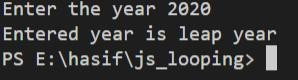 Enter the year 2020
Entered year is leap year
PS E:\hasif\js_looping>